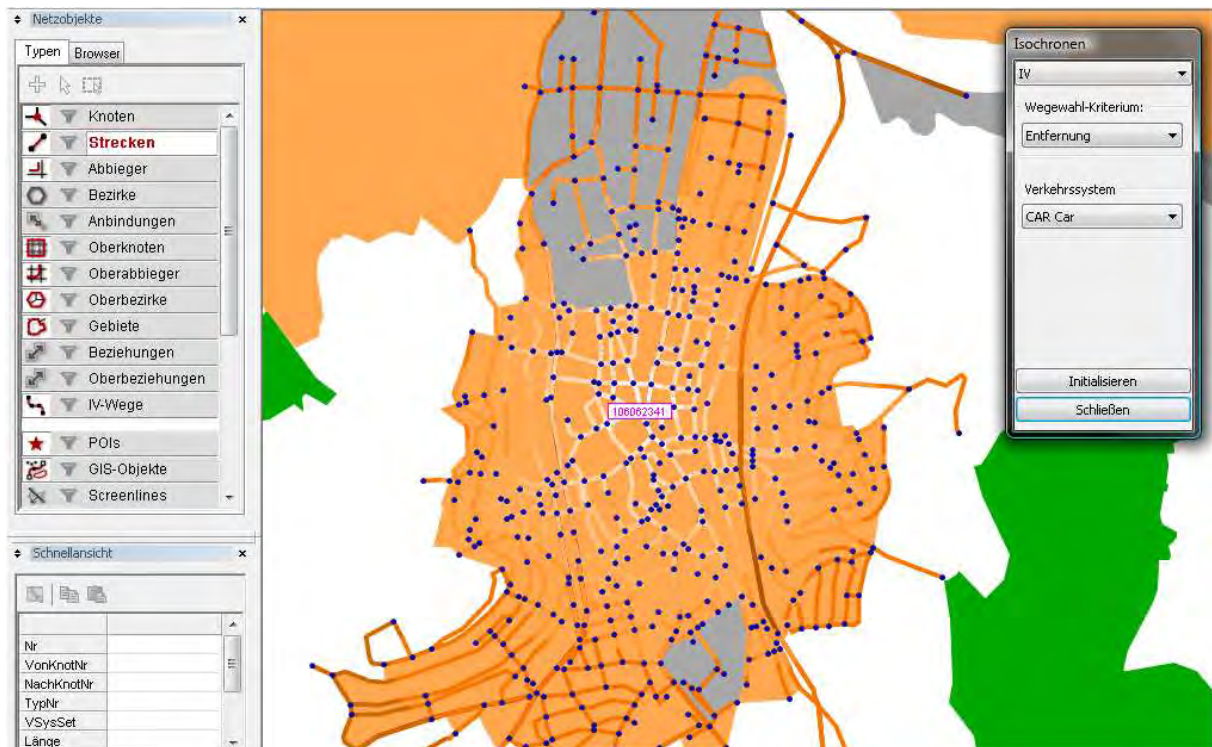 Netzobjekte
Typen
Browser
Knoten
Strecken
Abbieger
Bezirke
Anbindungen
Oberknoten
Oberabbieger
Oberbezirke
Gebiete
Beziehungen
Oberbeziehungen
IV-Wege
POIs
GIS-Objekte
Screenlines
Schnellansicht
Nr
VonKnotNr
NachKnotNr
TypNr
VSysSet
Länge
106062341
Isochronen
IV
Wegewahl-Kriterium:
Entfernung
Verkehrssystem
CAR Car
Initialisieren
Schließen